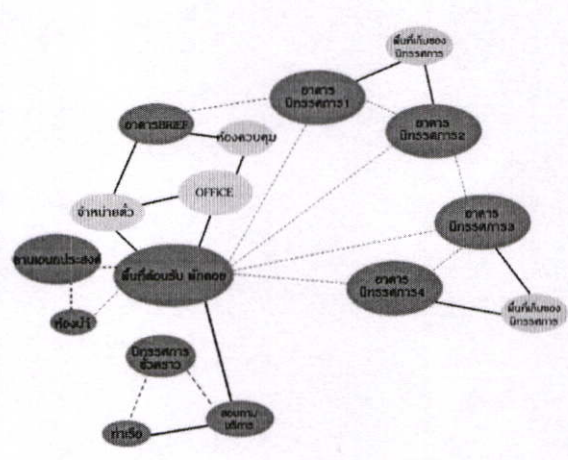 พื้นที่เก็บของ
นิทรรศการ
อาคาร
นิทรรศการ1
อาคารBREF
ห้องควบคุม
อาคาร
นิทรรศการ2
OFFICE
จำหน่ายตั๋ว
อาคาร
นิทรรศการ3
ลานเอนกประสงค์
พื้นที่ต้อนรับ พักคอย
อาคาร
นิทรรศการ4
พื้นที่เก็บของ
นิทรรศการ
ห้องน้ำ
นิทรรศการ
ชั่วคราว
สอบถาม/
บริการ
ท่าเรือ